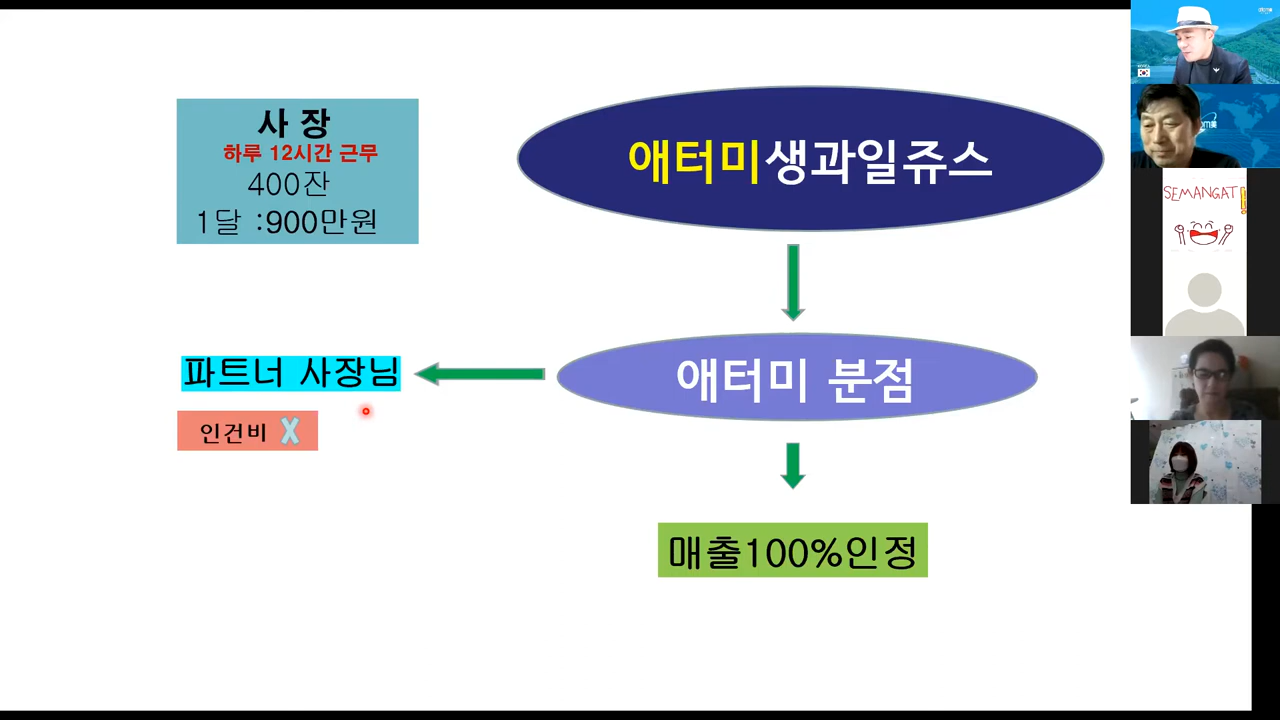 사 장
하루 12시간 근무
400잔
1달 :900만원
애터미생과일쥬스
애터미 분점
파트너 사장님
인건비 X
매출100%인정
SEMANGAT!